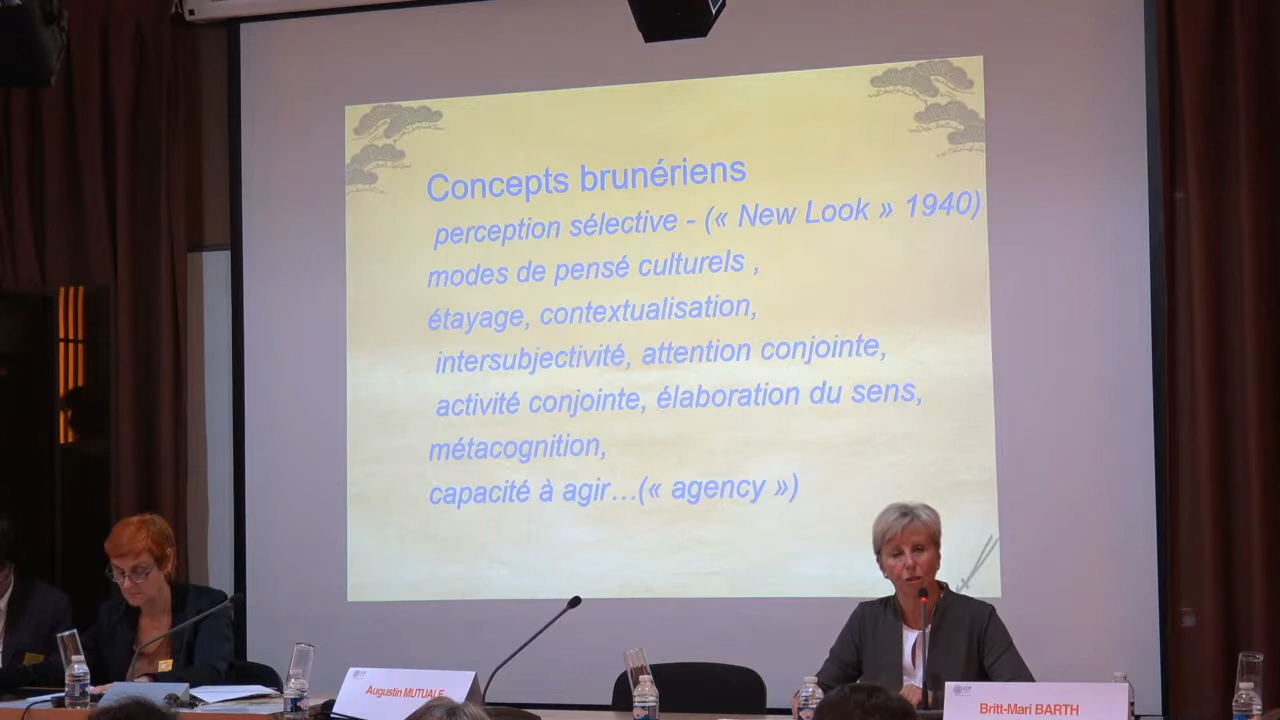 Concepts brunériens
perception sélective - (« New Look » 1940)
modes de pensé culturels ,
étayage, contextualisation,
intersubjectivité, attention conjointe,
activité conjointe, élaboration du sens,
métacognition,
capacité à agir…(« agency »)
Augustin MUTUALE
Britt-Mari BARTH